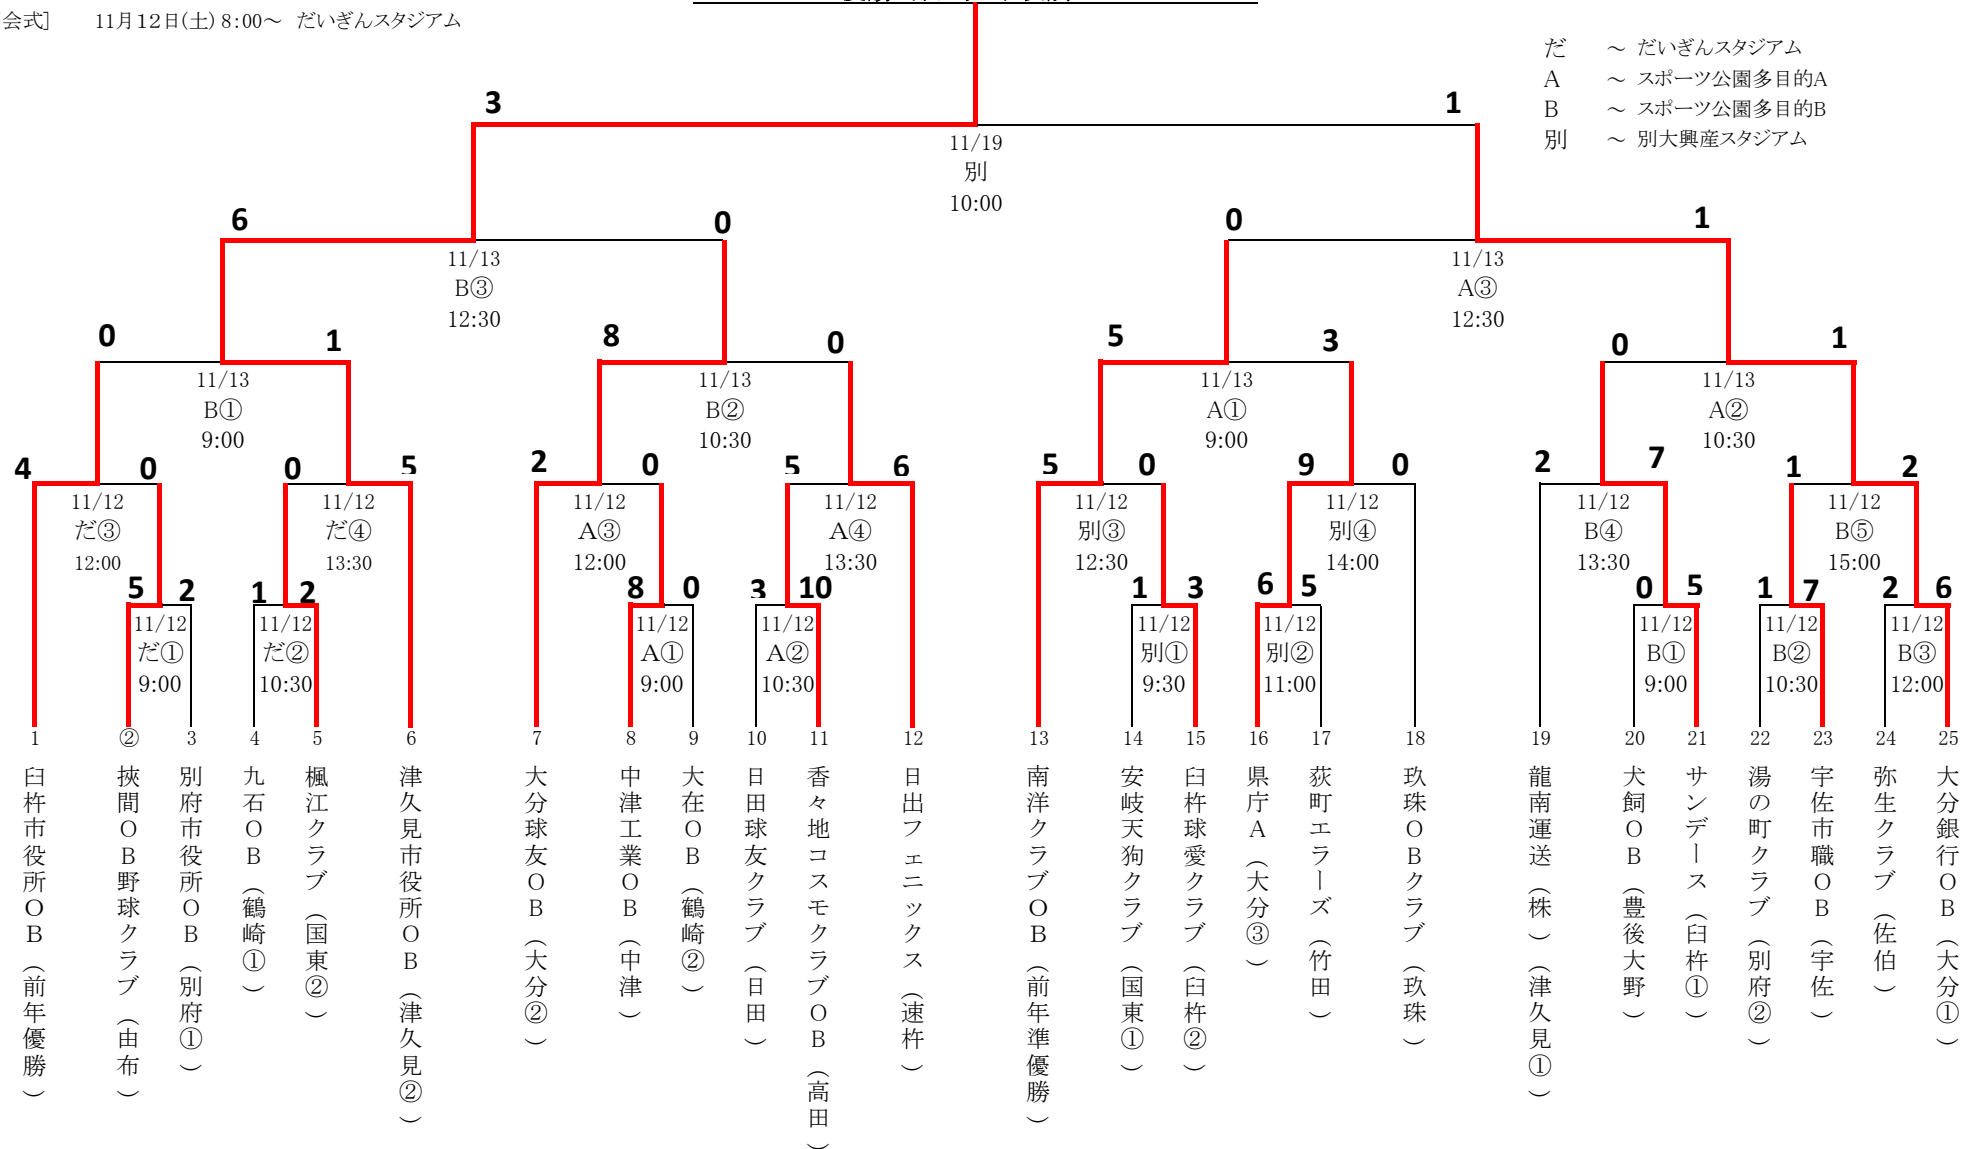 会式]　11月12日(土) 8:00～ だいぎんスタジアム
だ ～ だいぎんスタジアム
A ～ スポーツ公園多目的A
B ～ スポーツ公園多目的B
別 ～ 別大興産スタジアム
3 1
11/19
別
10:00
6 0 0 1
11/13 11/13
B③ A③
12:30 12:30
0 1 8 0 5 3 0 1
11/13 11/13 11/13 11/13
B① B② A① A②
9:00 10:30 9:00 10:30
4 0 0 5 2 0 5 6 5 0 9 0 2 7 1 2
11/12 11/12 11/12 11/12 11/12 11/12 11/12 11/12
だ③ だ④ A③ A④ 別③ 別④ B④ B⑤
12:00 13:30 12:00 13:30 12:30 14:00 13:30 15:00
5 2 1 2 8 0 3 10 1 3 6 5 0 5 1 7 2 6
11/12 11/12 11/12 11/12 11/12 11/12 11/12 11/12 11/12
だ① だ② A① A② 別① 別② B① B② B③
9:00 10:30 9:00 10:30 9:30 11:00 9:00 10:30 12:00
1 ② 3 4 5 6 7 8 9 10 11 12 13 14 15 16 17 18 19 20 21 22 23 24 25
臼杵市役所OB（前年優勝）
挾間OB野球クラブ（由布）
別府市役所OB（別府①）
九石OB（鶴崎①）
楓江クラブ（国東②）
津久見市役所OB（津久見②）
大分球友OB（大分②）
中津工業OB（中津）
大在OB（鶴崎②）
日田球友クラブ（日田）
香々地コスモクラブOB（高田）
日出フェニックス（速杵）
南洋クラブOB（前年準優勝）
安岐天狗クラブ（国東①）
臼杵球愛クラブ（臼杵②）
県庁A（大分③）
荻町エラーズ（竹田）
玖珠OBクラブ（玖珠）
龍南運送（株）（津久見①）
犬飼OB（豊後大野）
サンデース（臼杵①）
湯の町クラブ（別府②）
宇佐市職OB（宇佐）
弥生クラブ（佐伯）
大分銀行OB（大分①）